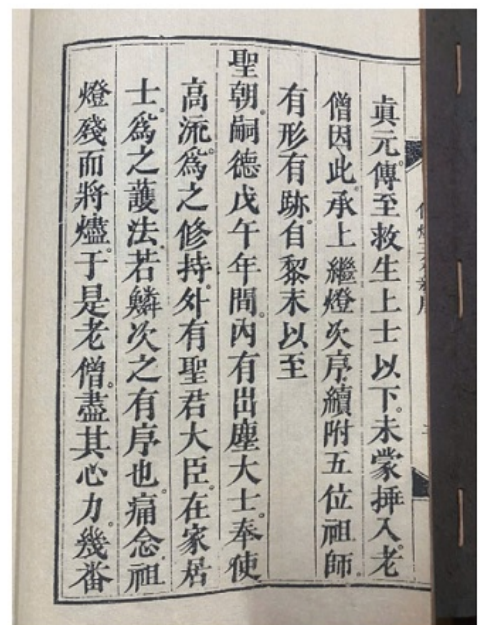 眞元。傳至救生上士以下。未蒙揷入。老
僧因此。承上繼燈次序。續附五位祖師。
有形有跡。自黎末以至
聖朝。嗣德戊午年間。內有出塵大士。奉使
高流。爲之修持。外有聖君大臣。在家居
士。爲之護法。若鱗次之有序也。痛念祖
燈殘而將燼。于是老僧。盡其心力。幾番